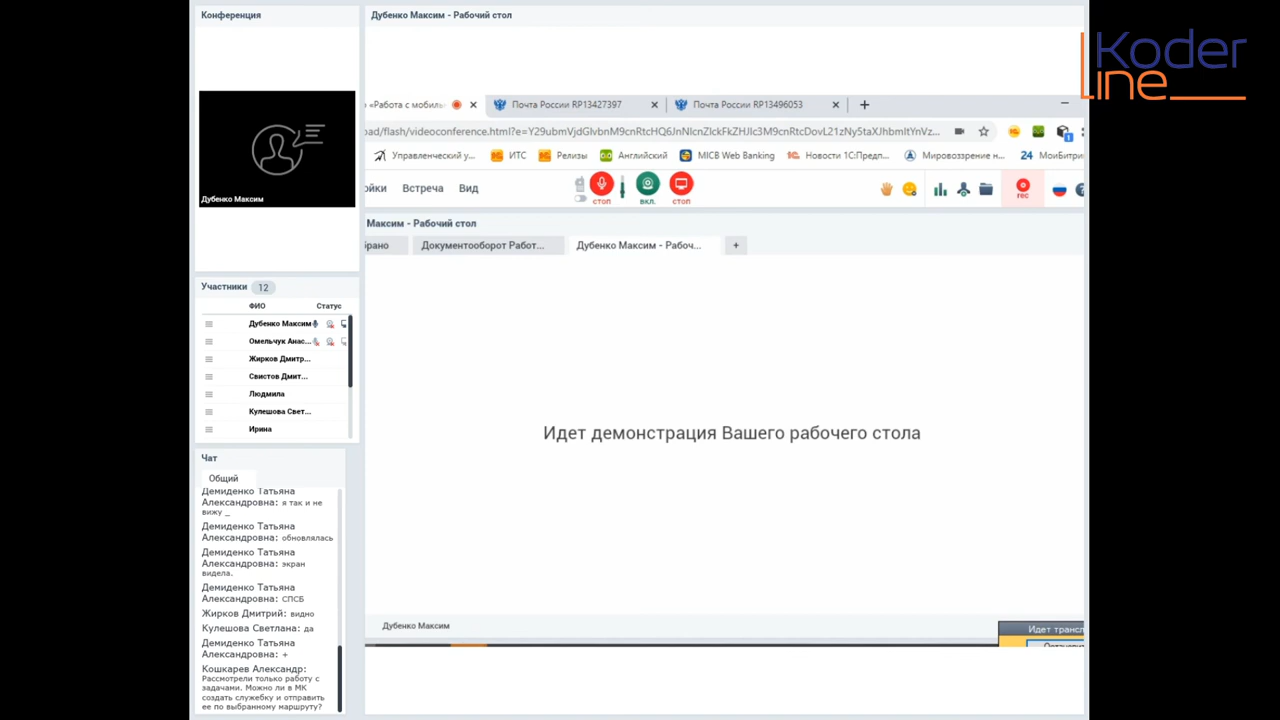 Конференция
Дубенко Максим
Участники 12
ФИО Статус
Дубенко Максим
Омельчук Анас...
Жирков Дмитр...
Свистов Дмит...
Людмила
Кулешова Свет...
Ирина
Чат
Общий
Демиденко Татьяна
Александровна: я так и не
вижу _
Демиденко Татьяна
Александровна: обновлялась
Демиденко Татьяна
Александровна: экран
видела.
Демиденко Татьяна
Александровна: СПСБ
Жирков Дмитрий: видно
Кулешова Светлана: да
Демиденко Татьяна
Александровна: +
Кошкарев Александр:
Рассмотрели только работу с
задачами. Можно ли в МК
создать служебку и отправить
ее по выбранному маршруту?
Дубенко Максим - Рабочий стол
«Работа с мобиль Почта России RP13427397 Почта России RP13496053
Управленческий у... ИТС Релизы Английский MICB Web Banking Новости 1С:Предп... Мировоззрение н... 24 МоиБитри
ойки Встреча Вид стоп вкл. стоп rec
Максим - Рабочий стол
брано Документооборот Работ... Дубенко Максим - Рабоч... +
Идет демонстрация Вашего рабочего стола
Дубенко Максим
Идет трансл
Koder
Line